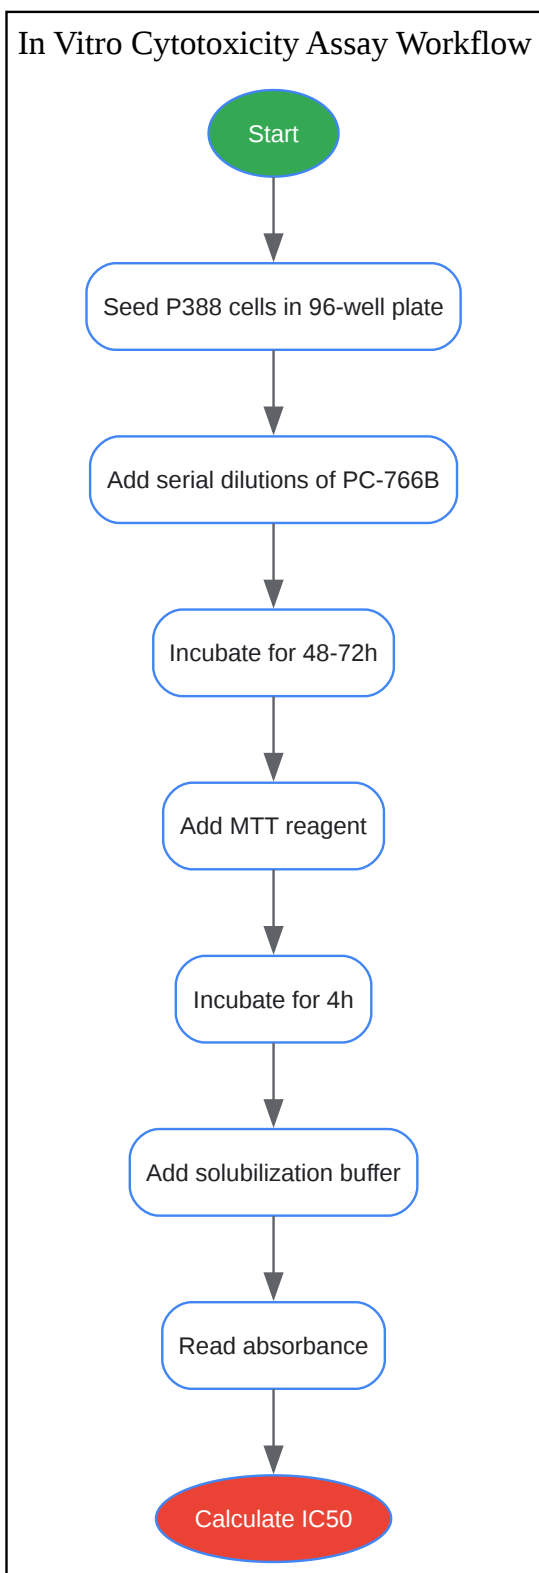 In Vitro Cytotoxicity Assay Workflow
Start
Seed P388 cells in 96-well plate
Add serial dilutions of PC-766B
Incubate for 48-72h
Add MTT reagent
Incubate for 4h
Add solubilization buffer
Read absorbance
Calculate IC50